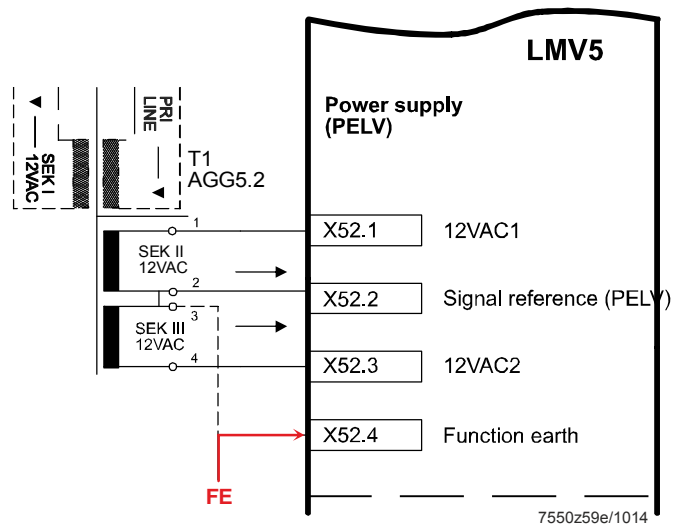 LMV5
Power supply
(PELV)
PRI
LINE
SEK I
12VAC
T1
AGG5.2
1
SEK II
12VAC
2
3
SEK III
12VAC
4
X52.1
12VAC1
X52.2
Signal reference (PELV)
X52.3
12VAC2
X52.4
Function earth
FE
7550z59e/1014